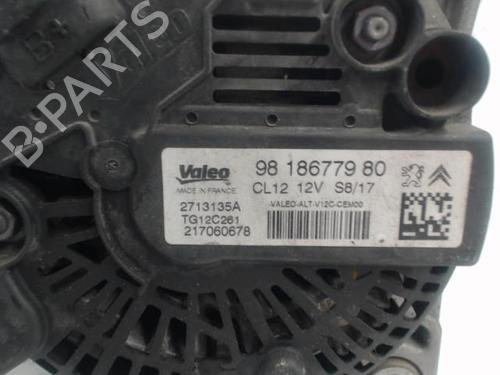 B+
B-PARTS
Valeo
MADE IN FRANCE
98 186779 80
CL12 12V S8/17
-VALEO-ALT-V12C-CEM00
2713135A
TG12C261
217060678